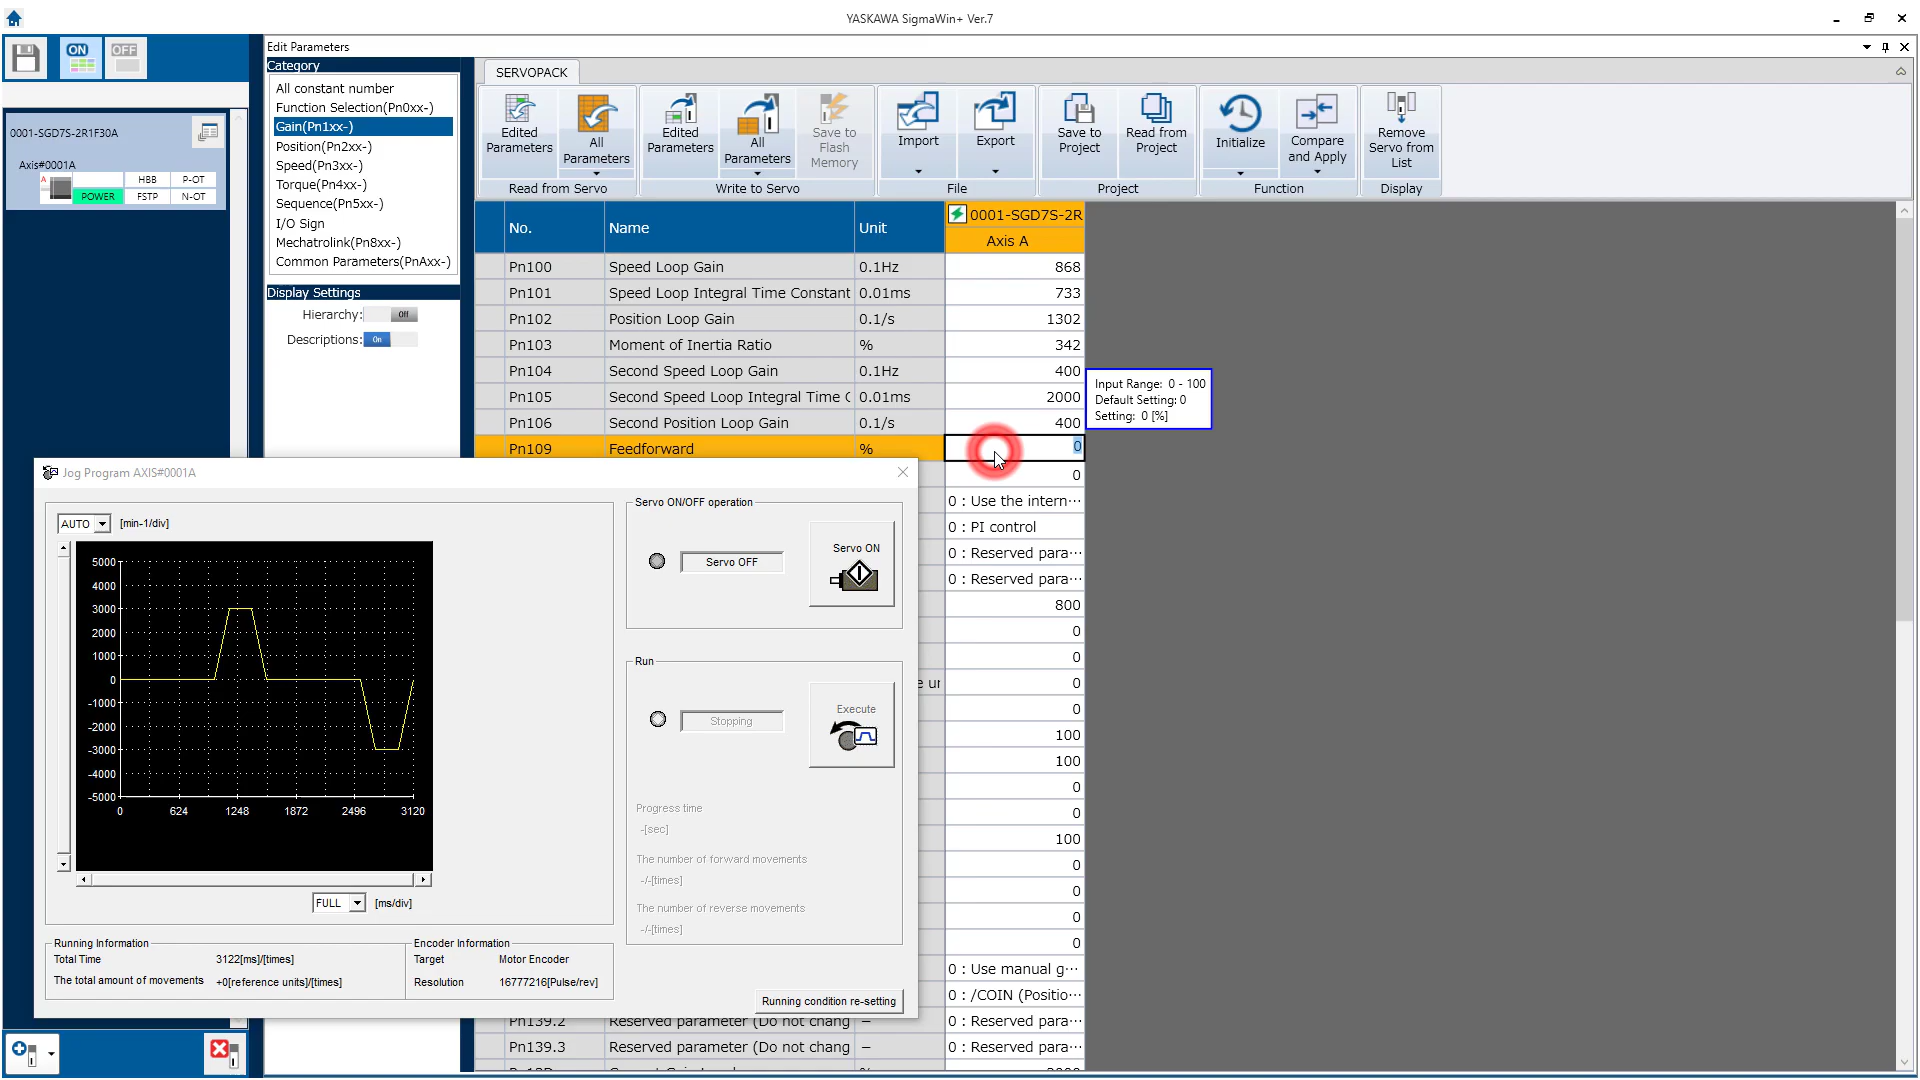 YASKAWA SigmaWin+ Ver.7
ON
OFF
Edit Parameters
Category
All constant number
Function Selection(Pn0xx-)
Gain(Pn1xx-)
Position(Pn2xx-)
Speed(Pn3xx-)
Torque(Pn4xx-)
Sequence(Pn5xx-)
I/O Sign
Mechatrolink(Pn8xx-)
Common Parameters(PnAxx-)
Display Settings
Hierarchy: Off
Descriptions: On
0001-SGD7S-2R1F30A
Axis#0001A
A
HBB P-OT
POWER FSTP N-OT
SERVOPACK
Edited Parameters
All Parameters
Read from Servo
Edited Parameters
All Parameters
Save to Flash Memory
Write to Servo
Import
Export
File
Save to Project
Read from Project
Project
Initialize
Compare and Apply
Function
Remove Servo from List
Display
No. Name Unit 0001-SGD7S-2R
Axis A
Pn100 Speed Loop Gain 0.1Hz 868
Pn101 Speed Loop Integral Time Constant 0.01ms 733
Pn102 Position Loop Gain 0.1/s 1302
Pn103 Moment of Inertia Ratio % 342
Pn104 Second Speed Loop Gain 0.1Hz 400
Pn105 Second Speed Loop Integral Time C 0.01ms 2000
Pn106 Second Position Loop Gain 0.1/s 400
Pn109 Feedforward % 0
Input Range: 0 - 100
Default Setting: 0
Setting: 0 [%]
0
0 : Use the intern···
0 : PI control
0 : Reserved para···
0 : Reserved para···
800
0
0
e ur 0
0
100
100
0
0
100
0
0
0
0
0 : Use manual g···
0 : /COIN (Positio···
Pn139.2 Reserved parameter (Do not chang − 0 : Reserved para···
Pn139.3 Reserved parameter (Do not chang − 0 : Reserved para···
Jog Program AXIS#0001A
AUTO [min-1/div]
5000
4000
3000
2000
1000
0
-1000
-2000
-3000
-4000
-5000
0 624 1248 1872 2496 3120
FULL [ms/div]
Servo ON/OFF operation
Servo OFF
Servo ON
Run
Stopping
Execute
Progress time
-[sec]
The number of forward movements
-/-[times]
The number of reverse movements
-/-[times]
Running Information
Total Time 3122[ms]/[times]
The total amount of movements +0[reference units]/[times]
Encoder Information
Target Motor Encoder
Resolution 16777216[Pulse/rev]
Running condition re-setting